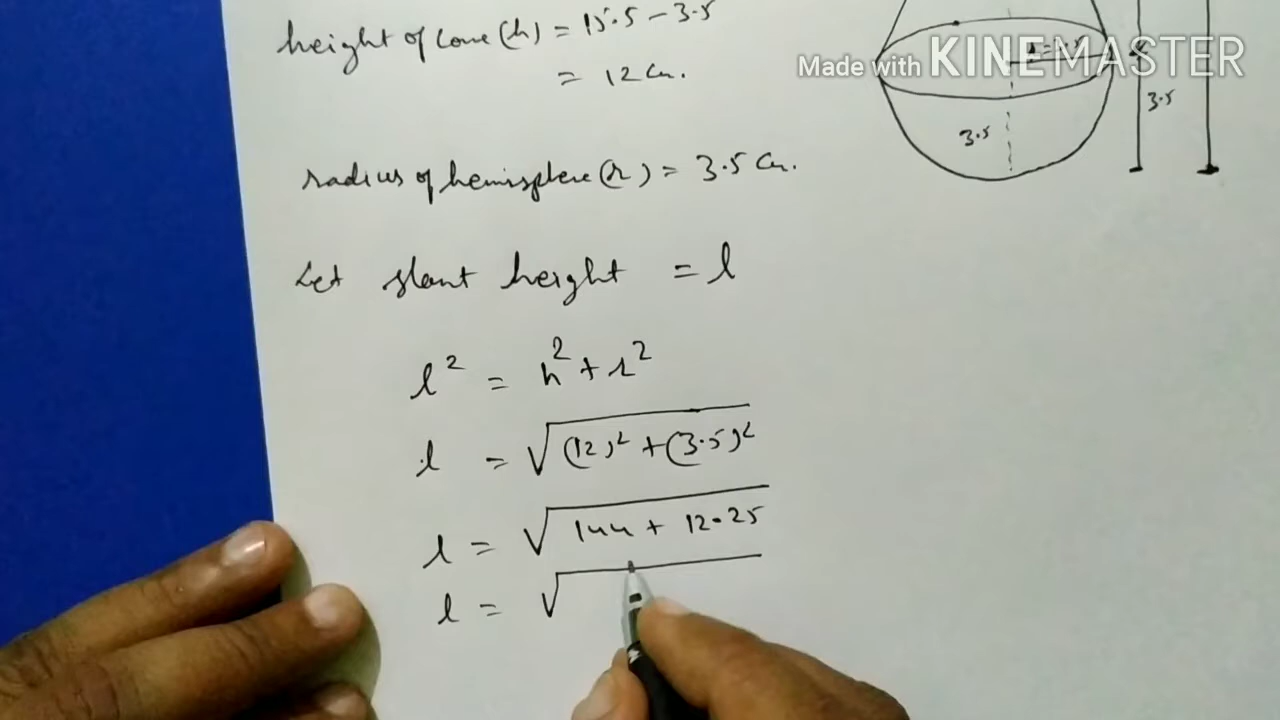 height of cone (h) = 15.5 - 3.5
= 12 cm.
Made with KINEMASTER
3.5
3.5
radius of hemisphere (r) = 3.5 cm.
Let slant height = l
l² = h² + r²
l = √(12)² + (3.5)²
l = √144 + 12.25
l = √